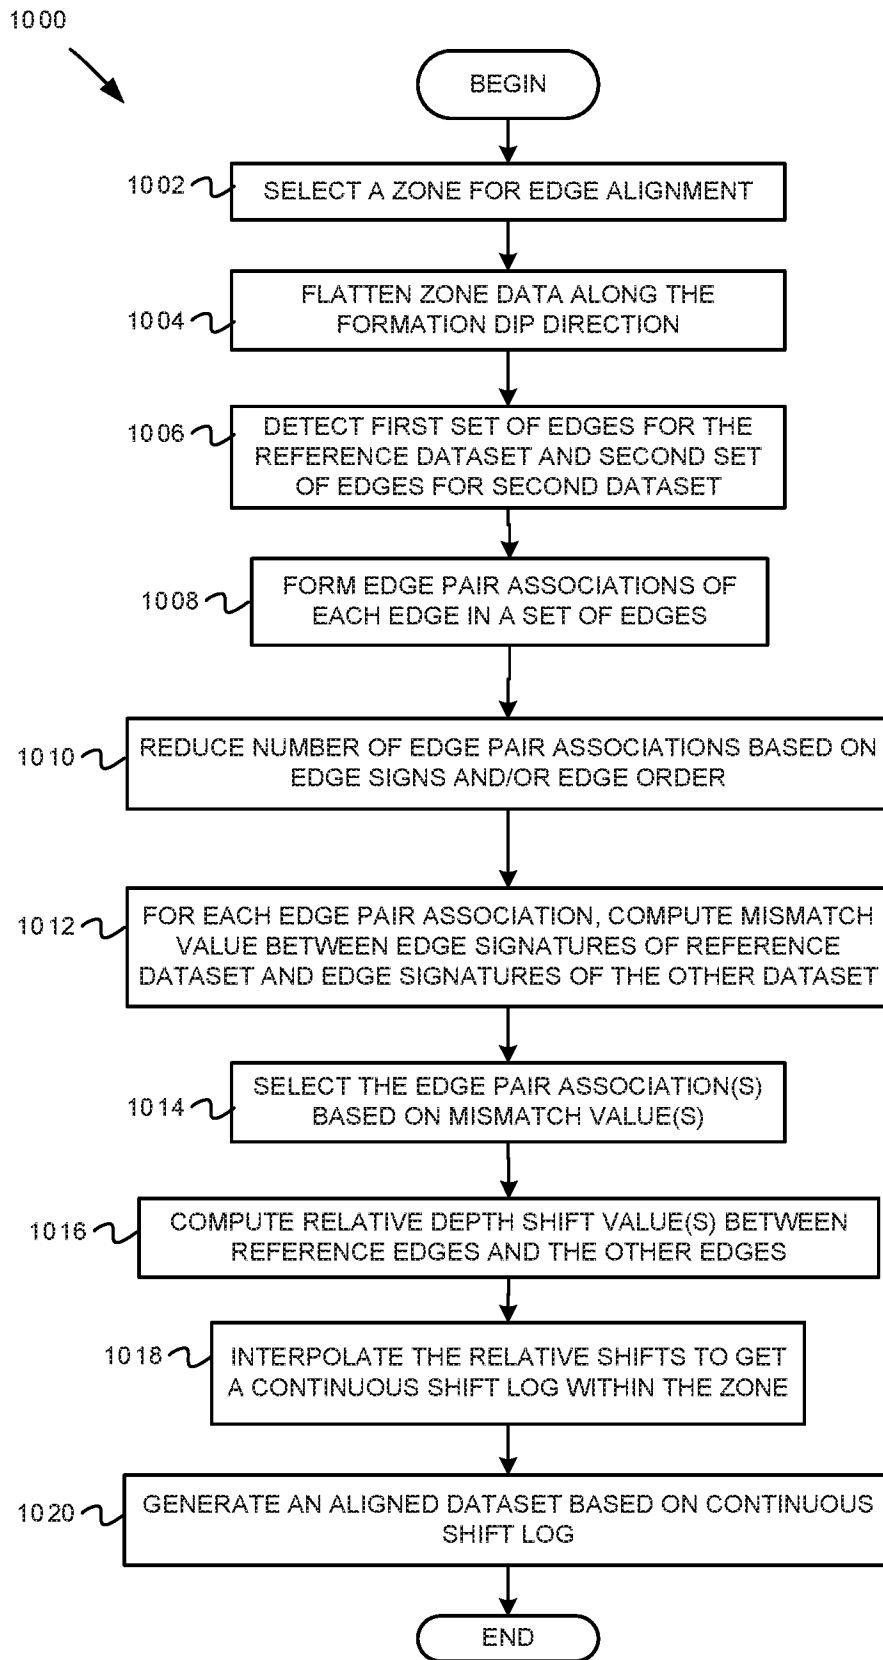 1000
BEGIN
1002
SELECT A ZONE FOR EDGE ALIGNMENT
1004
FLATTEN ZONE DATA ALONG THE
FORMATION DIP DIRECTION
1006
DETECT FIRST SET OF EDGES FOR THE
REFERENCE DATASET AND SECOND SET
OF EDGES FOR SECOND DATASET
1008
FORM EDGE PAIR ASSOCIATIONS OF
EACH EDGE IN A SET OF EDGES
1010
REDUCE NUMBER OF EDGE PAIR ASSOCIATIONS BASED ON
EDGE SIGNS AND/OR EDGE ORDER
1012
FOR EACH EDGE PAIR ASSOCIATION, COMPUTE MISMATCH
VALUE BETWEEN EDGE SIGNATURES OF REFERENCE
DATASET AND EDGE SIGNATURES OF THE OTHER DATASET
1014
SELECT THE EDGE PAIR ASSOCIATION(S)
BASED ON MISMATCH VALUE(S)
1016
COMPUTE RELATIVE DEPTH SHIFT VALUE(S) BETWEEN
REFERENCE EDGES AND THE OTHER EDGES
1018
INTERPOLATE THE RELATIVE SHIFTS TO GET
A CONTINUOUS SHIFT LOG WITHIN THE ZONE
1020
GENERATE AN ALIGNED DATASET BASED ON CONTINUOUS
SHIFT LOG
END